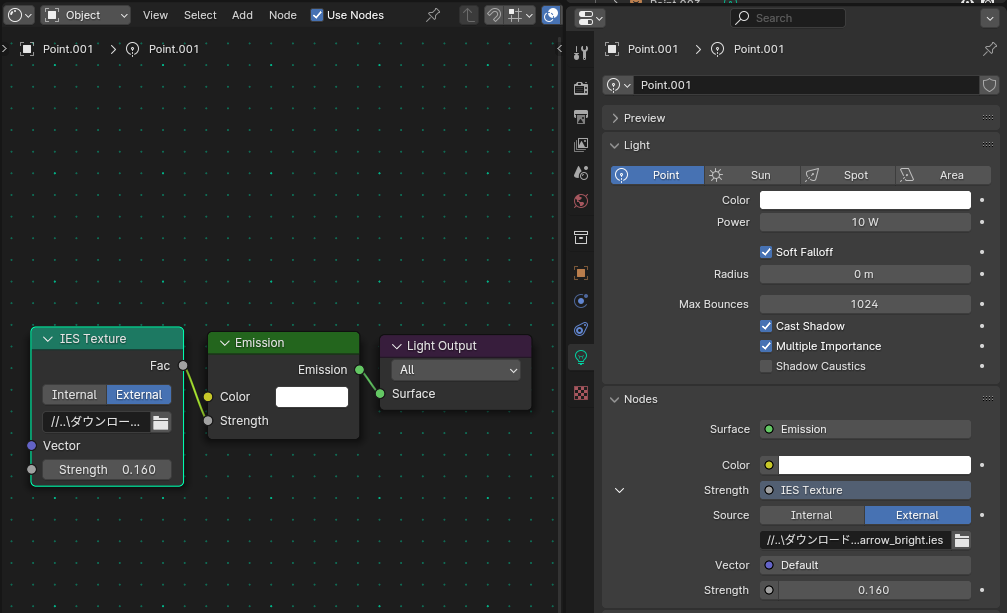 Object View Select Add Node Use Nodes
Point.001 Point.001
IES Texture
Fac
Internal External
//..\ダウンロー...
Vector
Strength 0.160
Emission
Emission
Color
Strength
Light Output
All
Surface
Search
Point.001 Point.001
Point.001
Preview
Light
Point Sun Spot Area
Color
Power 10 W
Soft Falloff
Radius 0 m
Max Bounces 1024
Cast Shadow
Multiple Importance
Shadow Caustics
Nodes
Surface Emission
Color
Strength IES Texture
Source Internal External
//..\ダウンロード...arrow_bright.ies
Vector Default
Strength 0.160